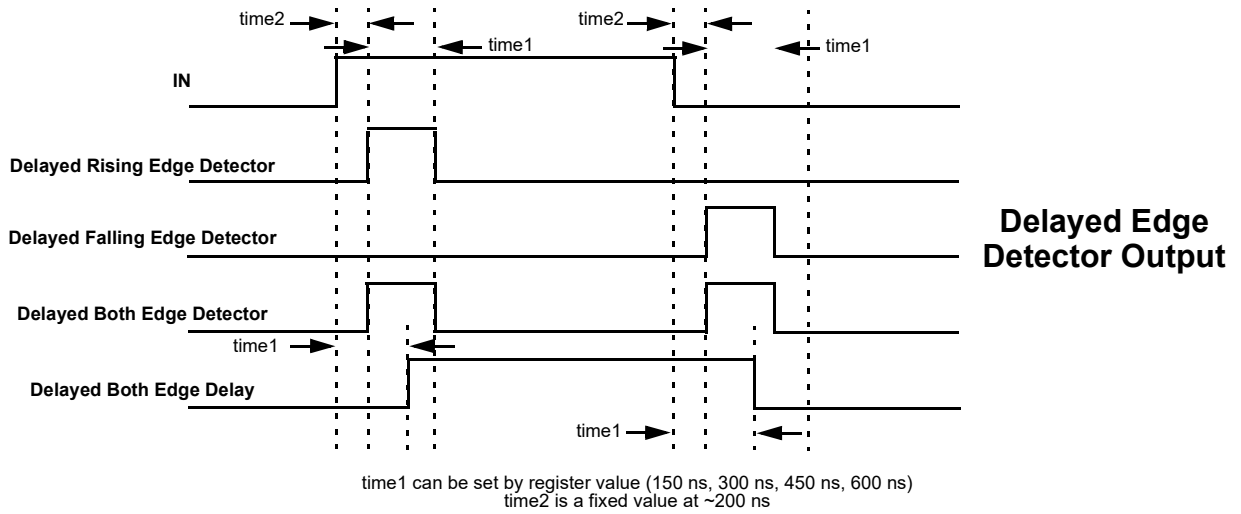 time2
time2
time1
time1
IN
Delayed Rising Edge Detector
Delayed Falling Edge Detector
Delayed Edge
Detector Output
Delayed Both Edge Detector
time1
Delayed Both Edge Delay
time1
time1 can be set by register value (150 ns, 300 ns, 450 ns, 600 ns)
time2 is a fixed value at ~200 ns